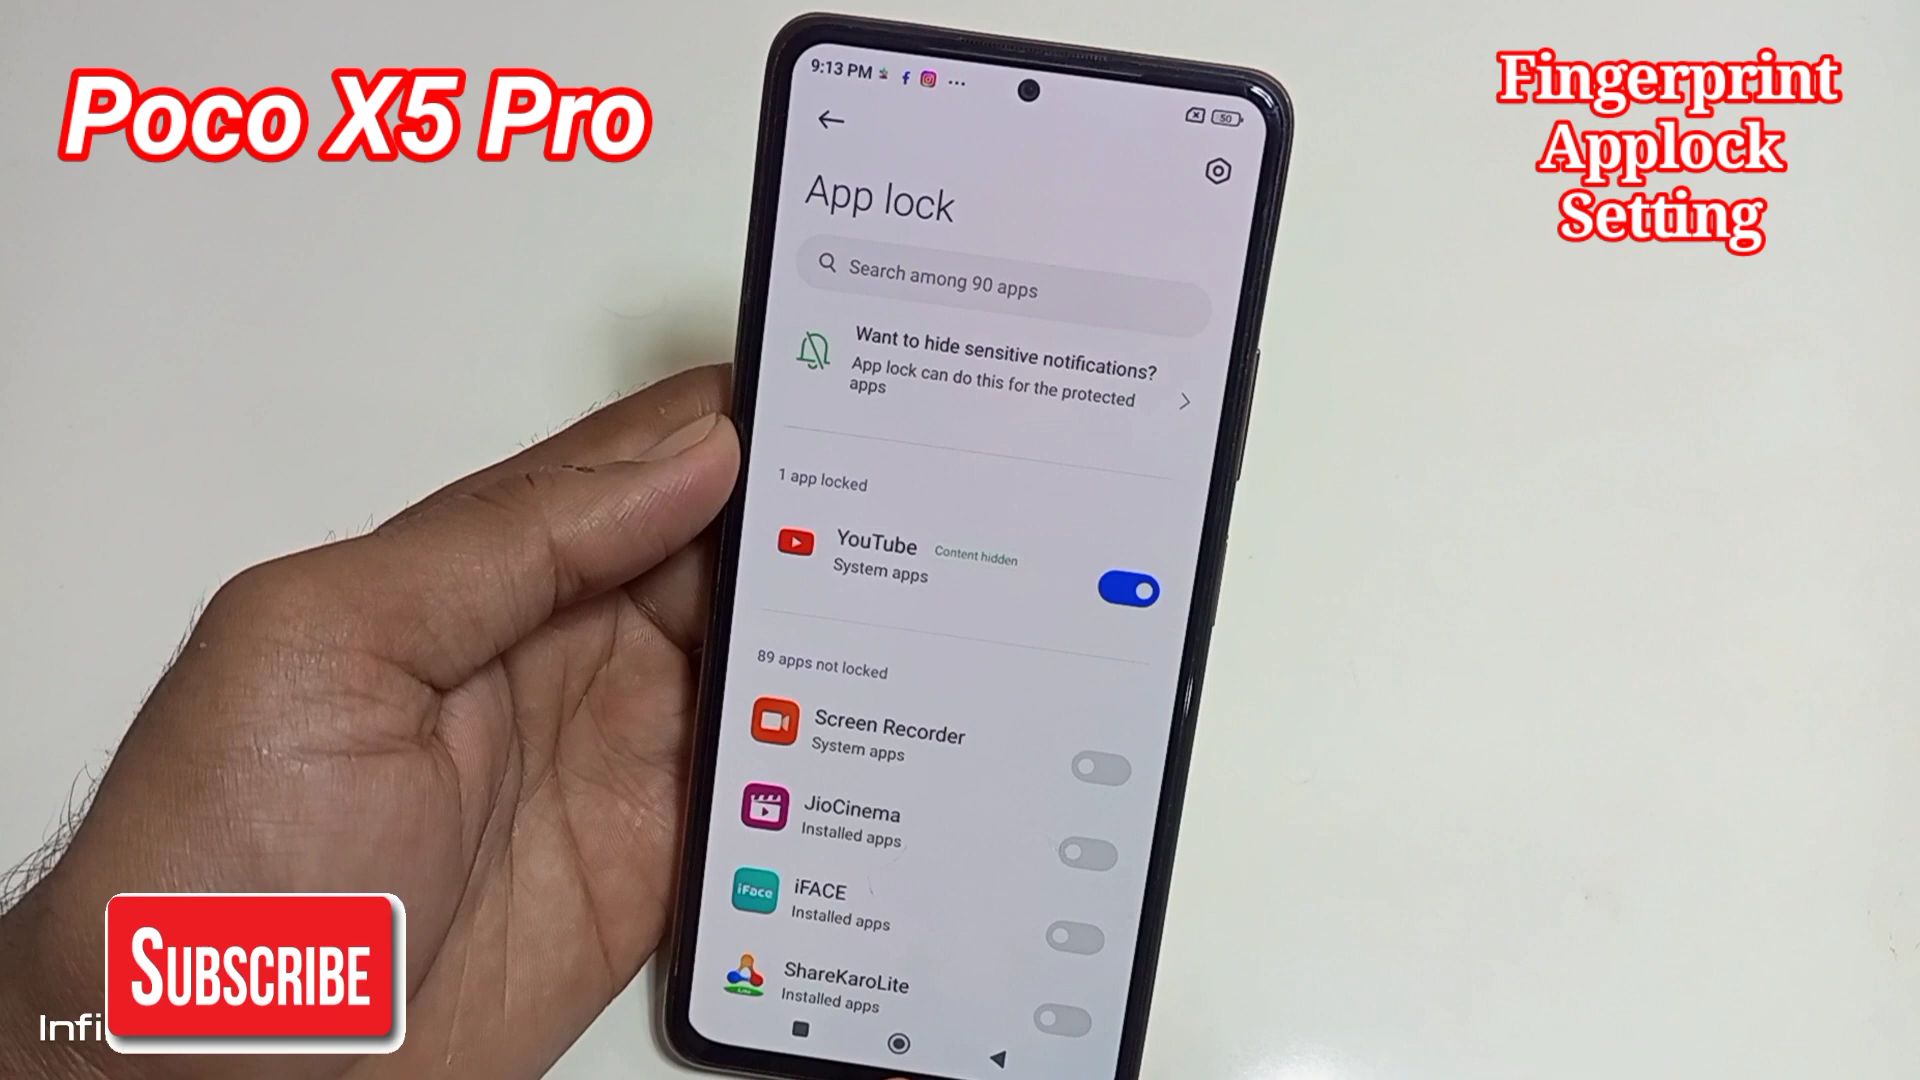 Poco X5 Pro
Fingerprint
Applock
Setting
9:13 PM
50
App lock
Search among 90 apps
Want to hide sensitive notifications?
App lock can do this for the protected
apps
1 app locked
YouTube Content hidden
System apps
89 apps not locked
Screen Recorder
System apps
JioCinema
Installed apps
iFace
iFACE
Installed apps
ShareKaroLite
Installed apps
SUBSCRIBE